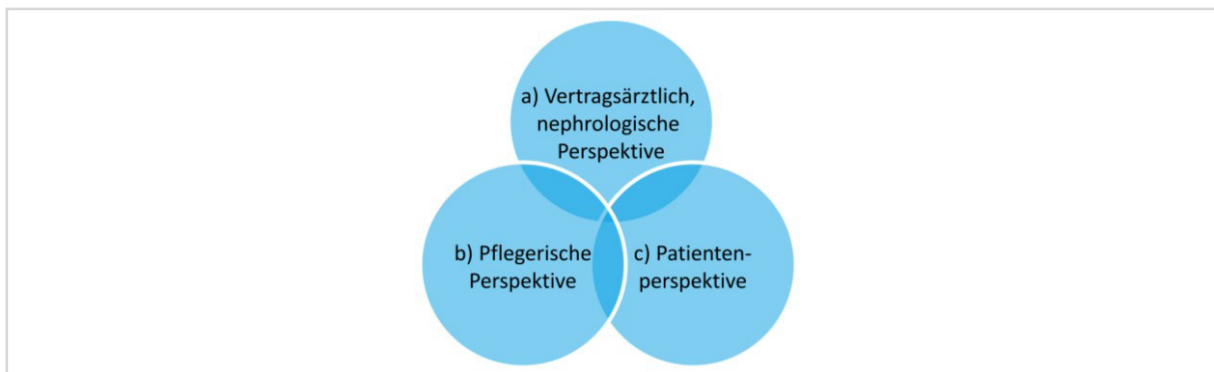 a) Vertragsärztlich,
nephrologische
Perspektive
b) Pflegerische
Perspektive
c) Patienten-
perspektive